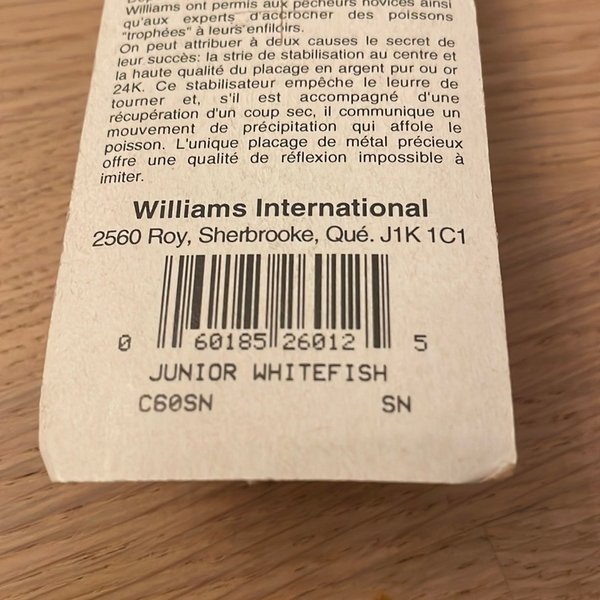 Williams ont permis aux pêcheurs novices ainsi
qu'aux experts d'accrocher des poissons
"trophées" à leurs enfiloirs.
On peut attribuer à deux causes le secret de
leur succès: la strie de stabilisation au centre et
la haute qualité du placage en argent pur ou or
24K. Ce stabilisateur empêche le leurre de
tourner et, s'il est accompagné d'une
récupération d'un coup sec, il communique un
mouvement de précipitation qui affole le
poisson. L'unique placage de métal précieux
offre une qualité de réflexion impossible à
imiter.
Williams International
2560 Roy, Sherbrooke, Qué. J1K 1C1
0 60185 26012 5
JUNIOR WHITEFISH
C60SN SN